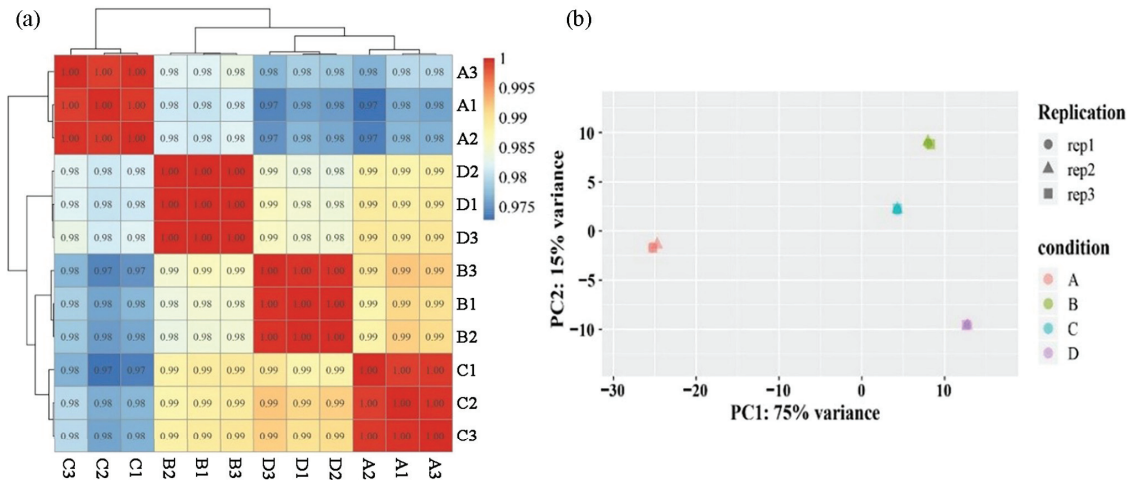 (a)
1.00 1.00 1.00 0.98 0.98 0.98 0.98 0.98 0.98 0.98 0.98 0.98 A3
1.00 1.00 1.00 0.98 0.98 0.98 0.97 0.98 0.98 0.97 0.98 0.98 A1
1.00 1.00 1.00 0.98 0.98 0.98 0.97 0.98 0.98 0.97 0.98 0.98 A2
0.98 0.98 0.98 1.00 1.00 1.00 0.99 0.98 0.98 0.99 0.99 0.99 D2
0.98 0.98 0.98 1.00 1.00 1.00 0.99 0.98 0.98 0.99 0.99 0.99 D1
0.98 0.98 0.98 1.00 1.00 1.00 0.99 0.98 0.98 0.99 0.99 0.99 D3
0.98 0.97 0.97 0.99 0.99 0.99 1.00 1.00 1.00 0.99 0.99 0.99 B3
0.98 0.98 0.98 0.98 0.98 0.98 1.00 1.00 1.00 0.99 0.99 0.99 B1
0.98 0.98 0.98 0.98 0.98 0.98 1.00 1.00 1.00 0.99 0.99 0.99 B2
0.98 0.97 0.97 0.99 0.99 0.99 0.99 0.99 0.99 1.00 1.00 1.00 C1
0.98 0.98 0.98 0.99 0.99 0.99 0.99 0.99 0.99 1.00 1.00 1.00 C2
0.98 0.98 0.98 0.99 0.99 0.99 0.99 0.99 0.99 1.00 1.00 1.00 C3
C3 C2 C1 B2 B1 B3 D3 D1 D2 A2 A1 A3
1
0.995
0.99
0.985
0.98
0.975
(b)
PC2: 15% variance
10
5
0
−5
−10
−30 −20 −10 0 10
PC1: 75% variance
Replication
rep1
rep2
rep3
condition
A
B
C
D